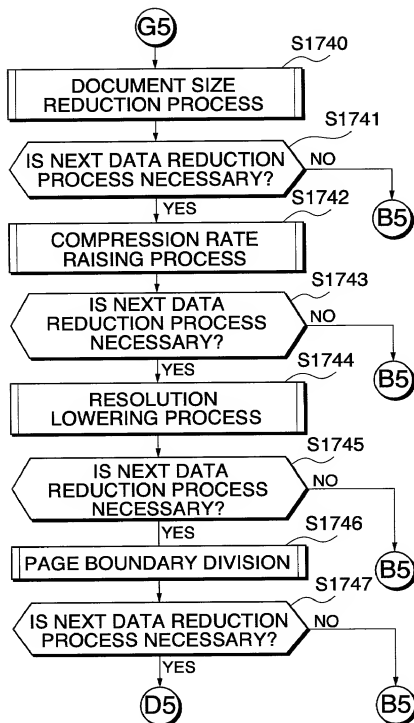 G5
S1740
DOCUMENT SIZE
REDUCTION PROCESS
S1741
IS NEXT DATA REDUCTION
PROCESS NECESSARY?
NO
B5
YES
S1742
COMPRESSION RATE
RAISING PROCESS
S1743
IS NEXT DATA
REDUCTION PROCESS
NECESSARY?
NO
B5
YES
S1744
RESOLUTION
LOWERING PROCESS
S1745
IS NEXT DATA
REDUCTION PROCESS
NECESSARY?
NO
B5
YES
S1746
PAGE BOUNDARY DIVISION
S1747
IS NEXT DATA REDUCTION
PROCESS NECESSARY?
NO
B5
YES
D5